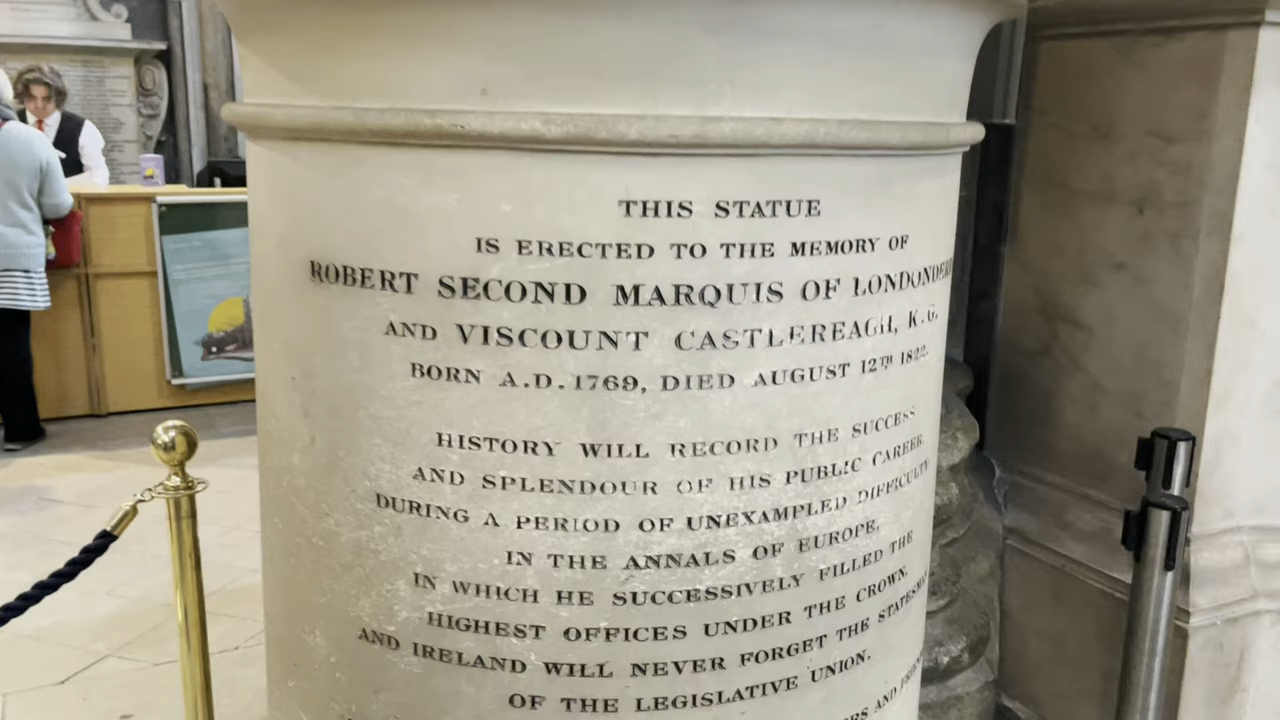 THIS STATUE
IS ERECTED TO THE MEMORY OF
ROBERT SECOND MARQUIS OF
AND VISCOUNT CASTLEREAGH, K.G.
BORN A.D. 1769, DIED AUGUST 12TH 1822.
HISTORY WILL RECORD THE SUCCESS
AND SPLENDOUR OF HIS PUBLIC CAREER
DURING A PERIOD OF UNEXAMPLED DIFFICULTY
IN THE ANNALS OF EUROPE,
IN WHICH HE SUCCESSIVELY FILLED THE
HIGHEST OFFICES UNDER THE CROWN,
AND IRELAND WILL NEVER FORGET THE STATESMAN
OF THE LEGISLATIVE UNION.
AND